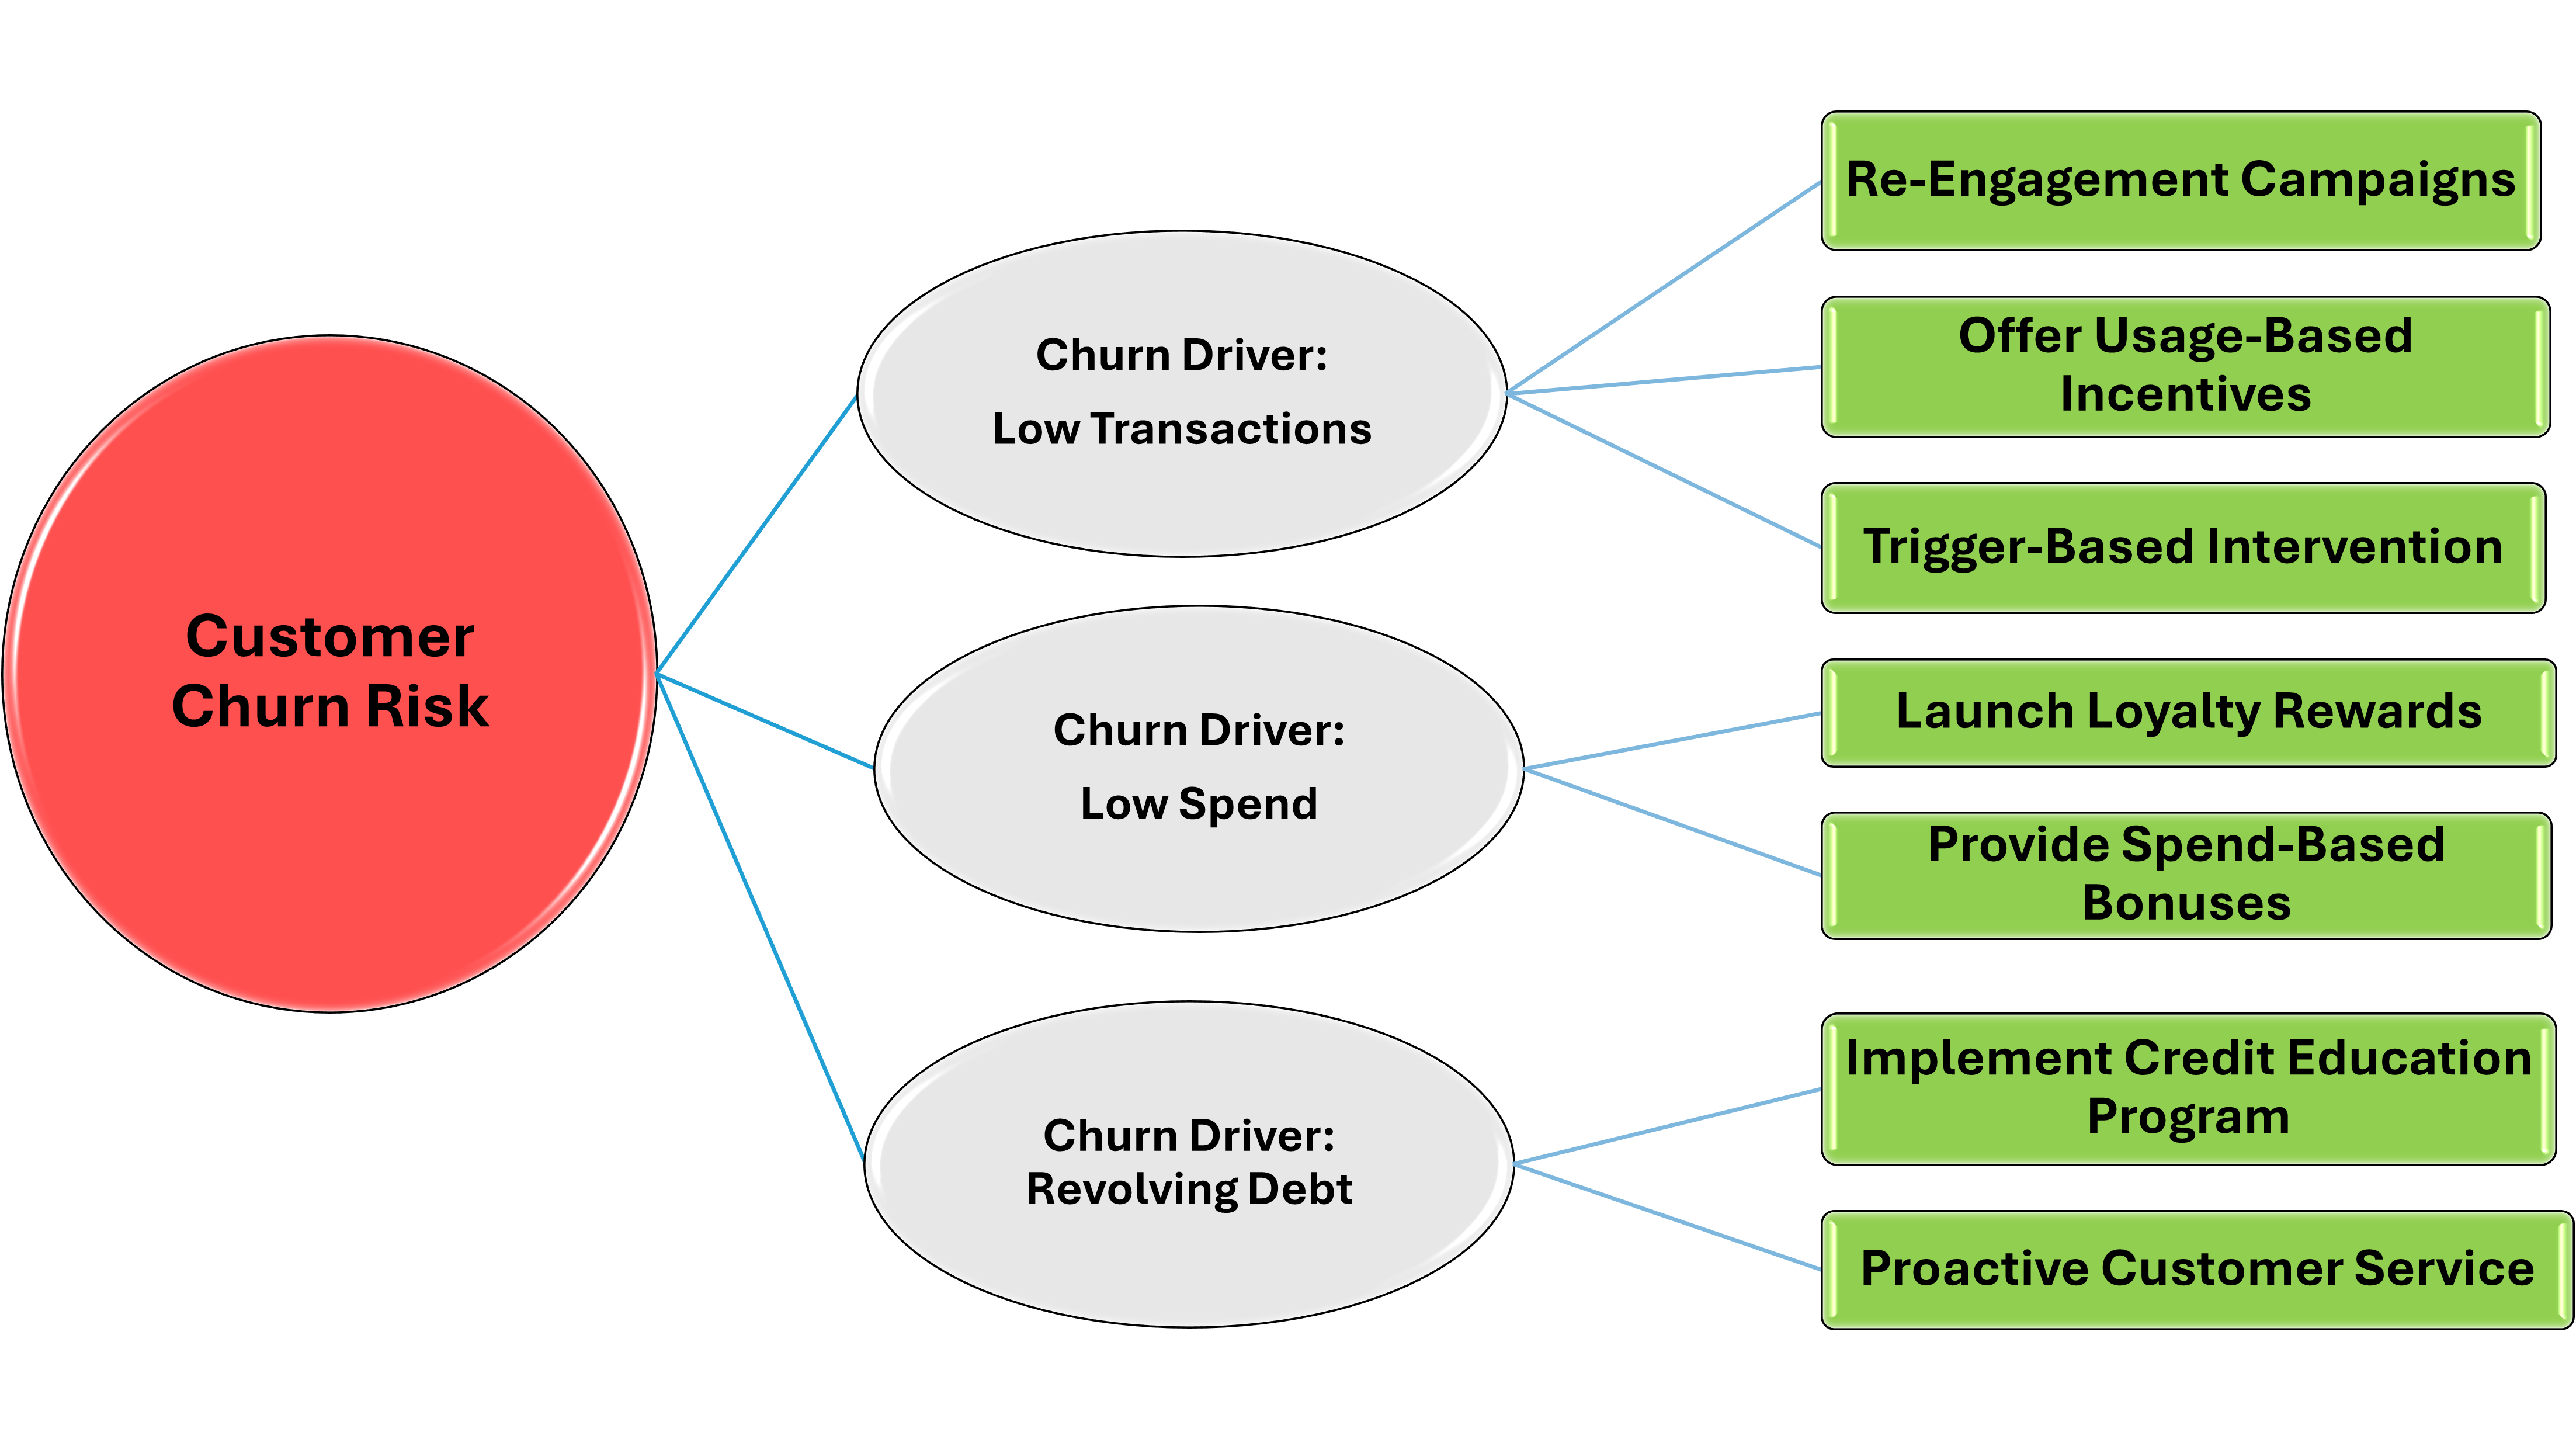 Customer
Churn Risk
Churn Driver:
Low Transactions
Churn Driver:
Low Spend
Churn Driver:
Revolving Debt
Re-Engagement Campaigns
Offer Usage-Based
Incentives
Trigger-Based Intervention
Launch Loyalty Rewards
Provide Spend-Based
Bonuses
Implement Credit Education
Program
Proactive Customer Service